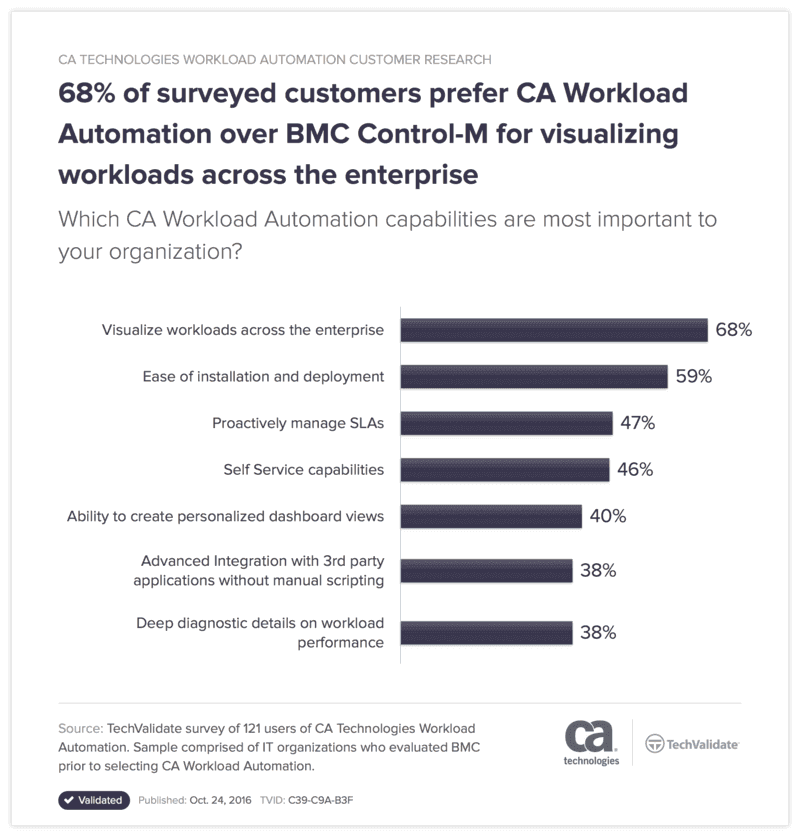 CA TECHNOLOGIES WORKLOAD AUTOMATION CUSTOMER RESEARCH
68% of surveyed customers prefer CA Workload
Automation over BMC Control-M for visualizing
workloads across the enterprise
Which CA Workload Automation capabilities are most important to
your organization?
Visualize workloads across the enterprise 68%
Ease of installation and deployment 59%
Proactively manage SLAs 47%
Self Service capabilities 46%
Ability to create personalized dashboard views 40%
Advanced Integration with 3rd party
applications without manual scripting 38%
Deep diagnostic details on workload
performance 38%
Source: TechValidate survey of 121 users of CA Technologies Workload
Automation. Sample comprised of IT organizations who evaluated BMC
prior to selecting CA Workload Automation.
ca
technologies
TechValidate
Validated Published: Oct. 24, 2016 TVID: C39-C9A-B3F